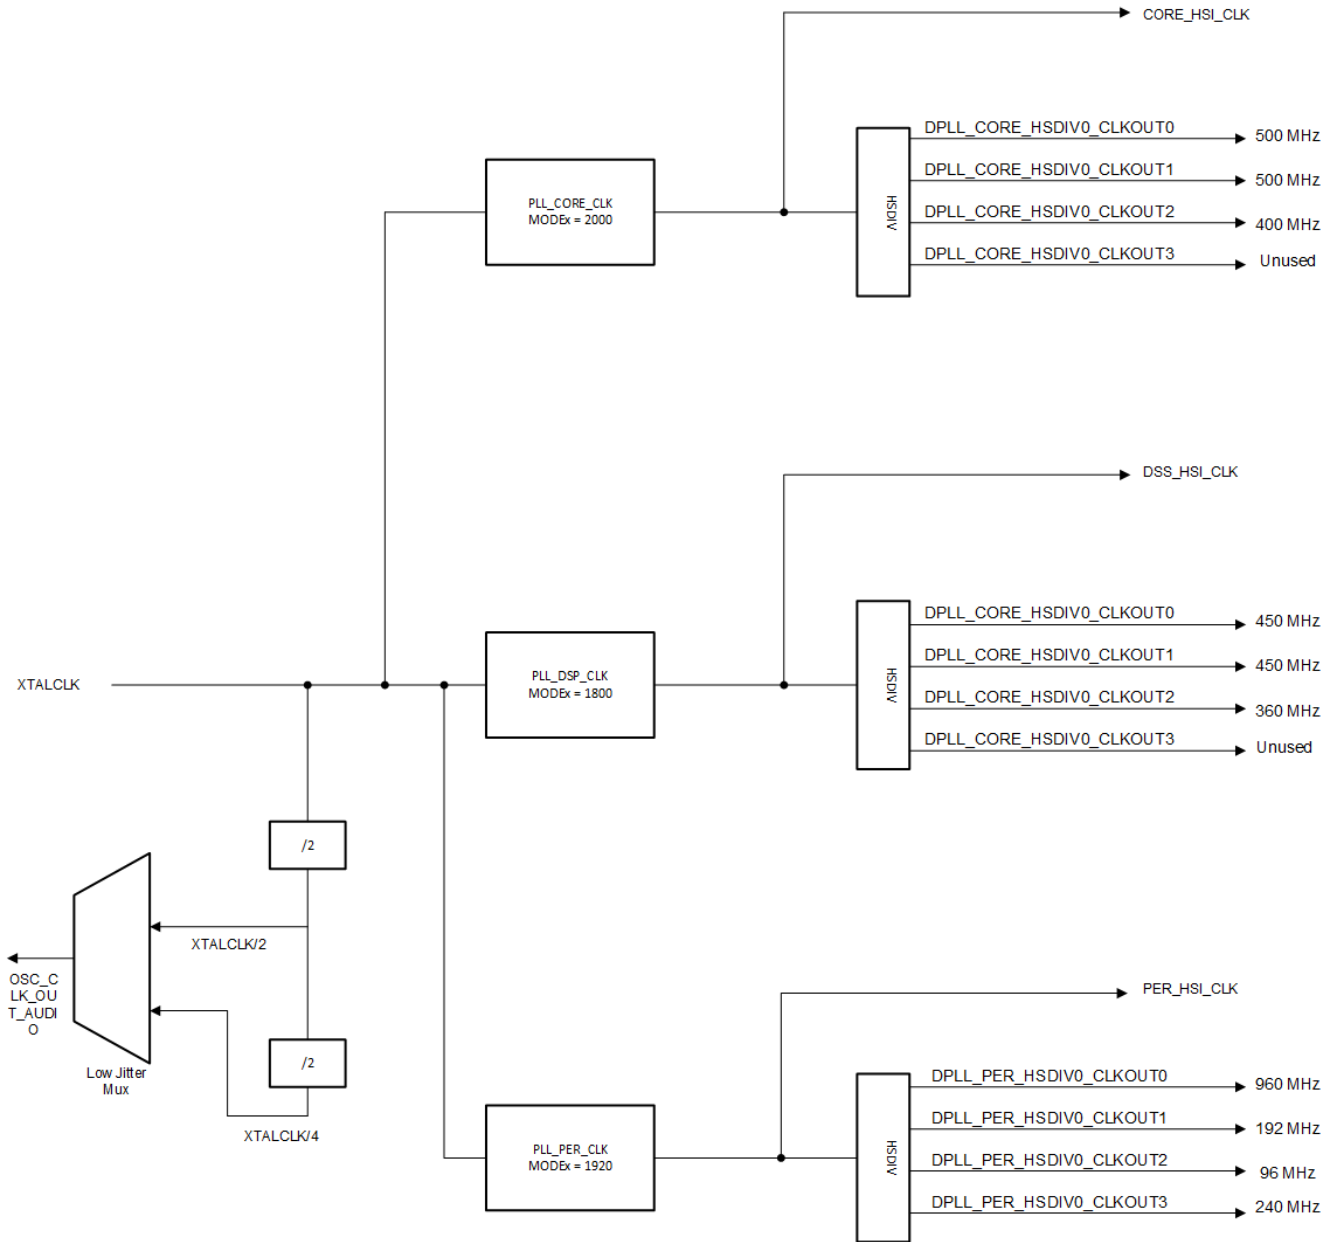 CORE_HSI_CLK
DPLL_CORE_HSDIV0_CLKOUT0
500 MHz
DPLL_CORE_HSDIV0_CLKOUT1
500 MHz
DPLL_CORE_HSDIV0_CLKOUT2
400 MHz
DPLL_CORE_HSDIV0_CLKOUT3
Unused
HSDIV
PLL_CORE_CLK
MODEx = 2000
DSS_HSI_CLK
DPLL_CORE_HSDIV0_CLKOUT0
450 MHz
DPLL_CORE_HSDIV0_CLKOUT1
450 MHz
DPLL_CORE_HSDIV0_CLKOUT2
360 MHz
DPLL_CORE_HSDIV0_CLKOUT3
Unused
HSDIV
PLL_DSP_CLK
MODEx = 1800
XTALCLK
/2
XTALCLK/2
OSC_C
LK_OU
T_AUDI
O
/2
Low Jitter
Mux
XTALCLK/4
PER_HSI_CLK
DPLL_PER_HSDIV0_CLKOUT0
960 MHz
DPLL_PER_HSDIV0_CLKOUT1
192 MHz
DPLL_PER_HSDIV0_CLKOUT2
96 MHz
DPLL_PER_HSDIV0_CLKOUT3
240 MHz
HSDIV
PLL_PER_CLK
MODEx = 1920